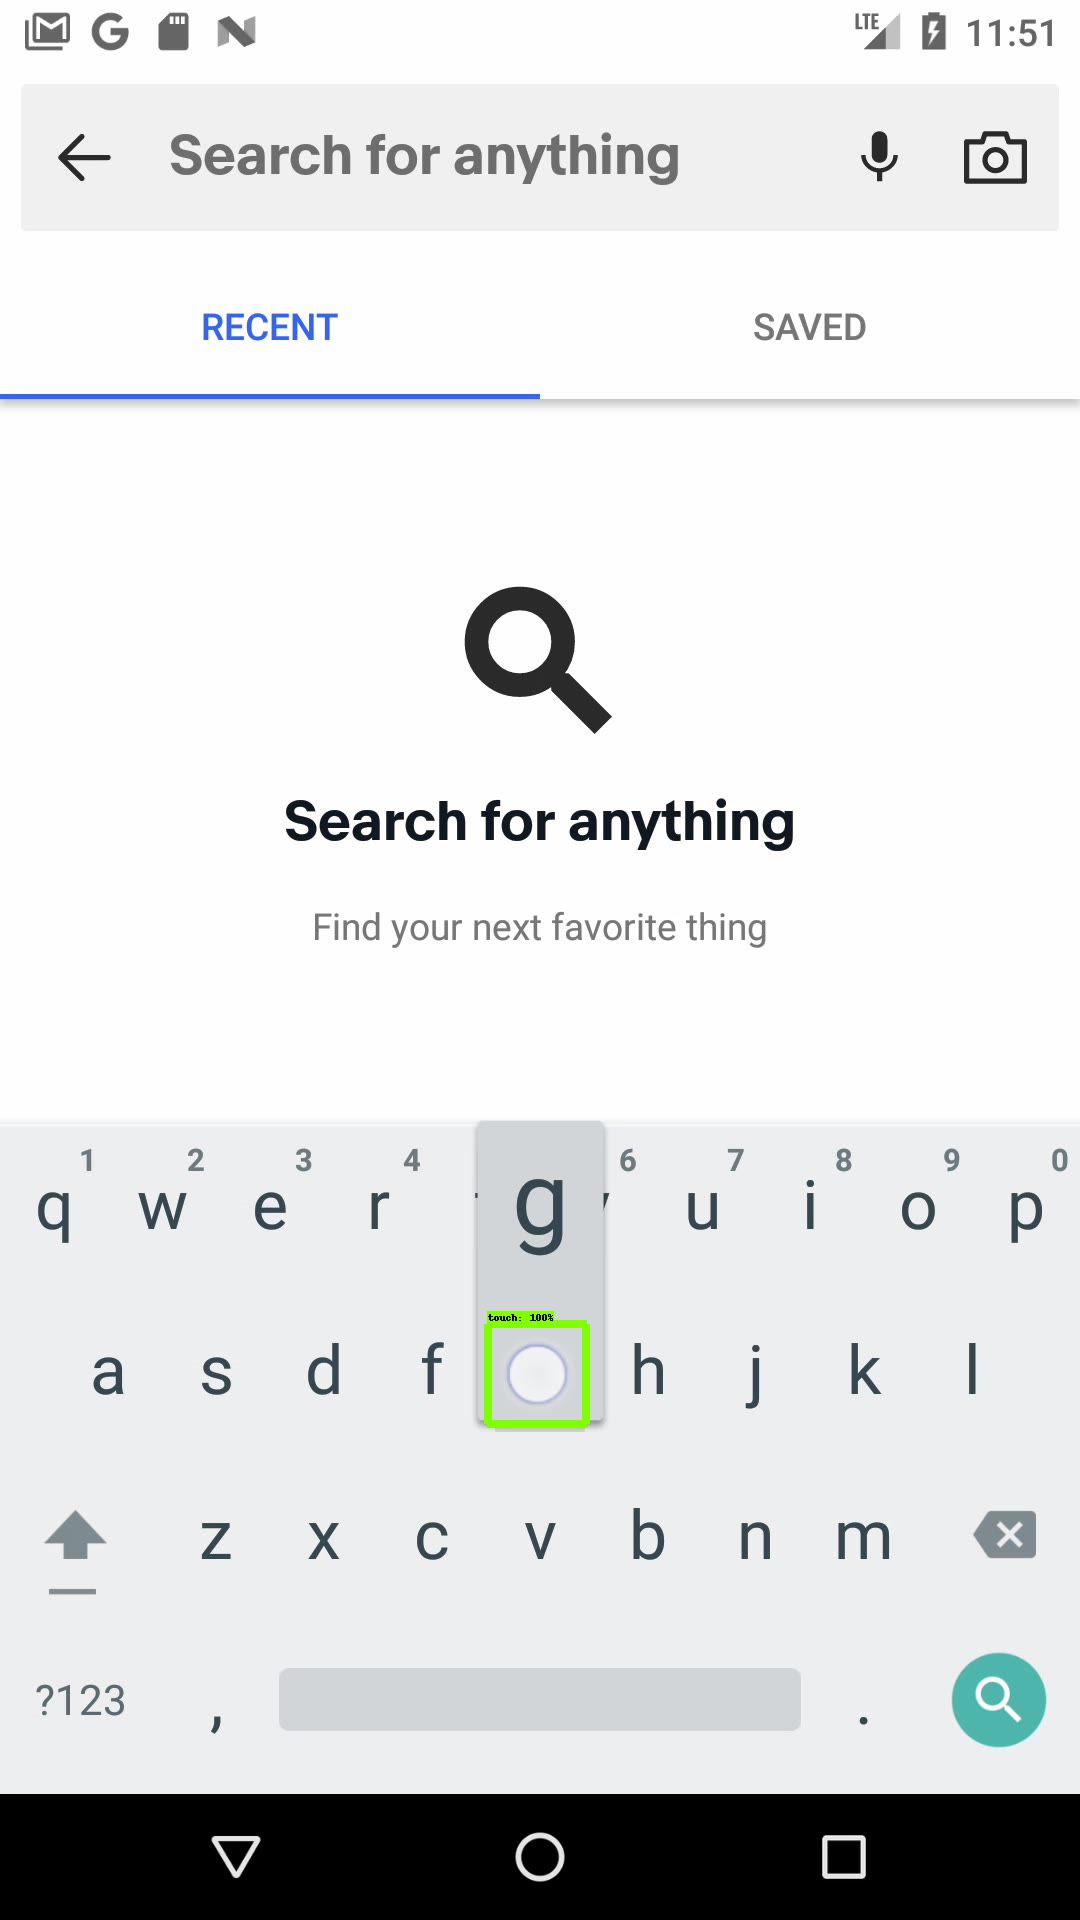 LTE 11:51
Search for anything
RECENT SAVED
Search for anything
Find your next favorite thing
1 2 3 4 6 7 8 9 0
q w e r g u i o p
touch: 100%
a s d f h j k l
z x c v b n m
?123 , .